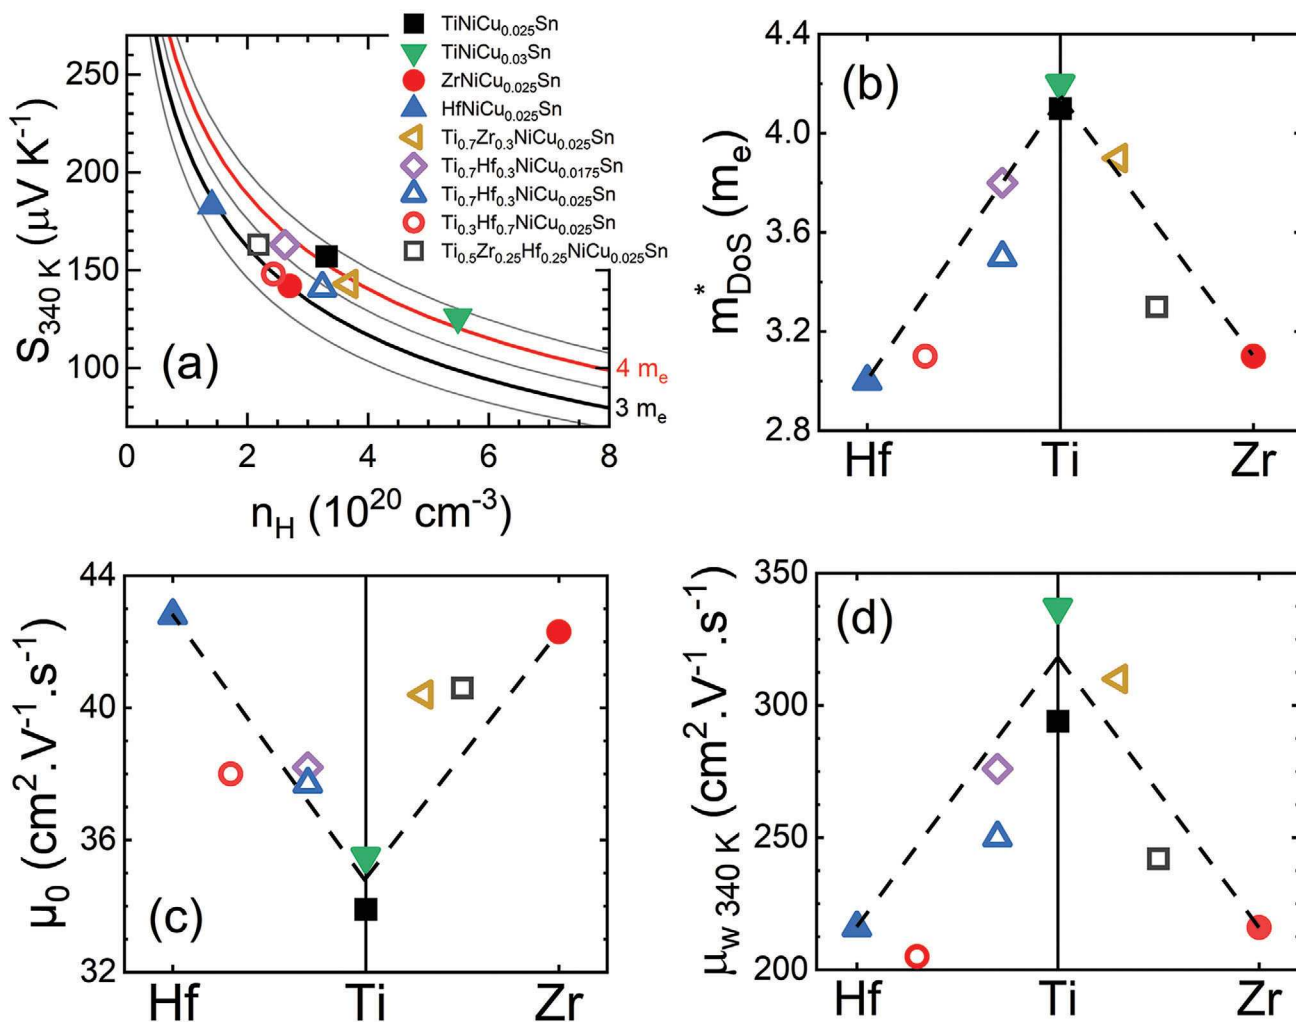 TiNiCu0.025Sn
TiNiCu0.03Sn
ZrNiCu0.025Sn
HfNiCu0.025Sn
Ti0.7Zr0.3NiCu0.025Sn
Ti0.7Hf0.3NiCu0.0175Sn
Ti0.7Hf0.3NiCu0.025Sn
Ti0.3Hf0.7NiCu0.025Sn
Ti0.5Zr0.25Hf0.25NiCu0.025Sn
250
200
150
100
S340 K (μV K-1)
(a)
4 me
3 me
0 2 4 6 8
nH (10^20 cm-3)
4.4
4.0
3.6
3.2
2.8
m*DoS (me)
(b)
Hf Ti Zr
44
40
36
32
μ0 (cm2.V-1.s-1)
(c)
Hf Ti Zr
350
300
250
200
μw 340 K (cm2.V-1.s-1)
(d)
Hf Ti Zr